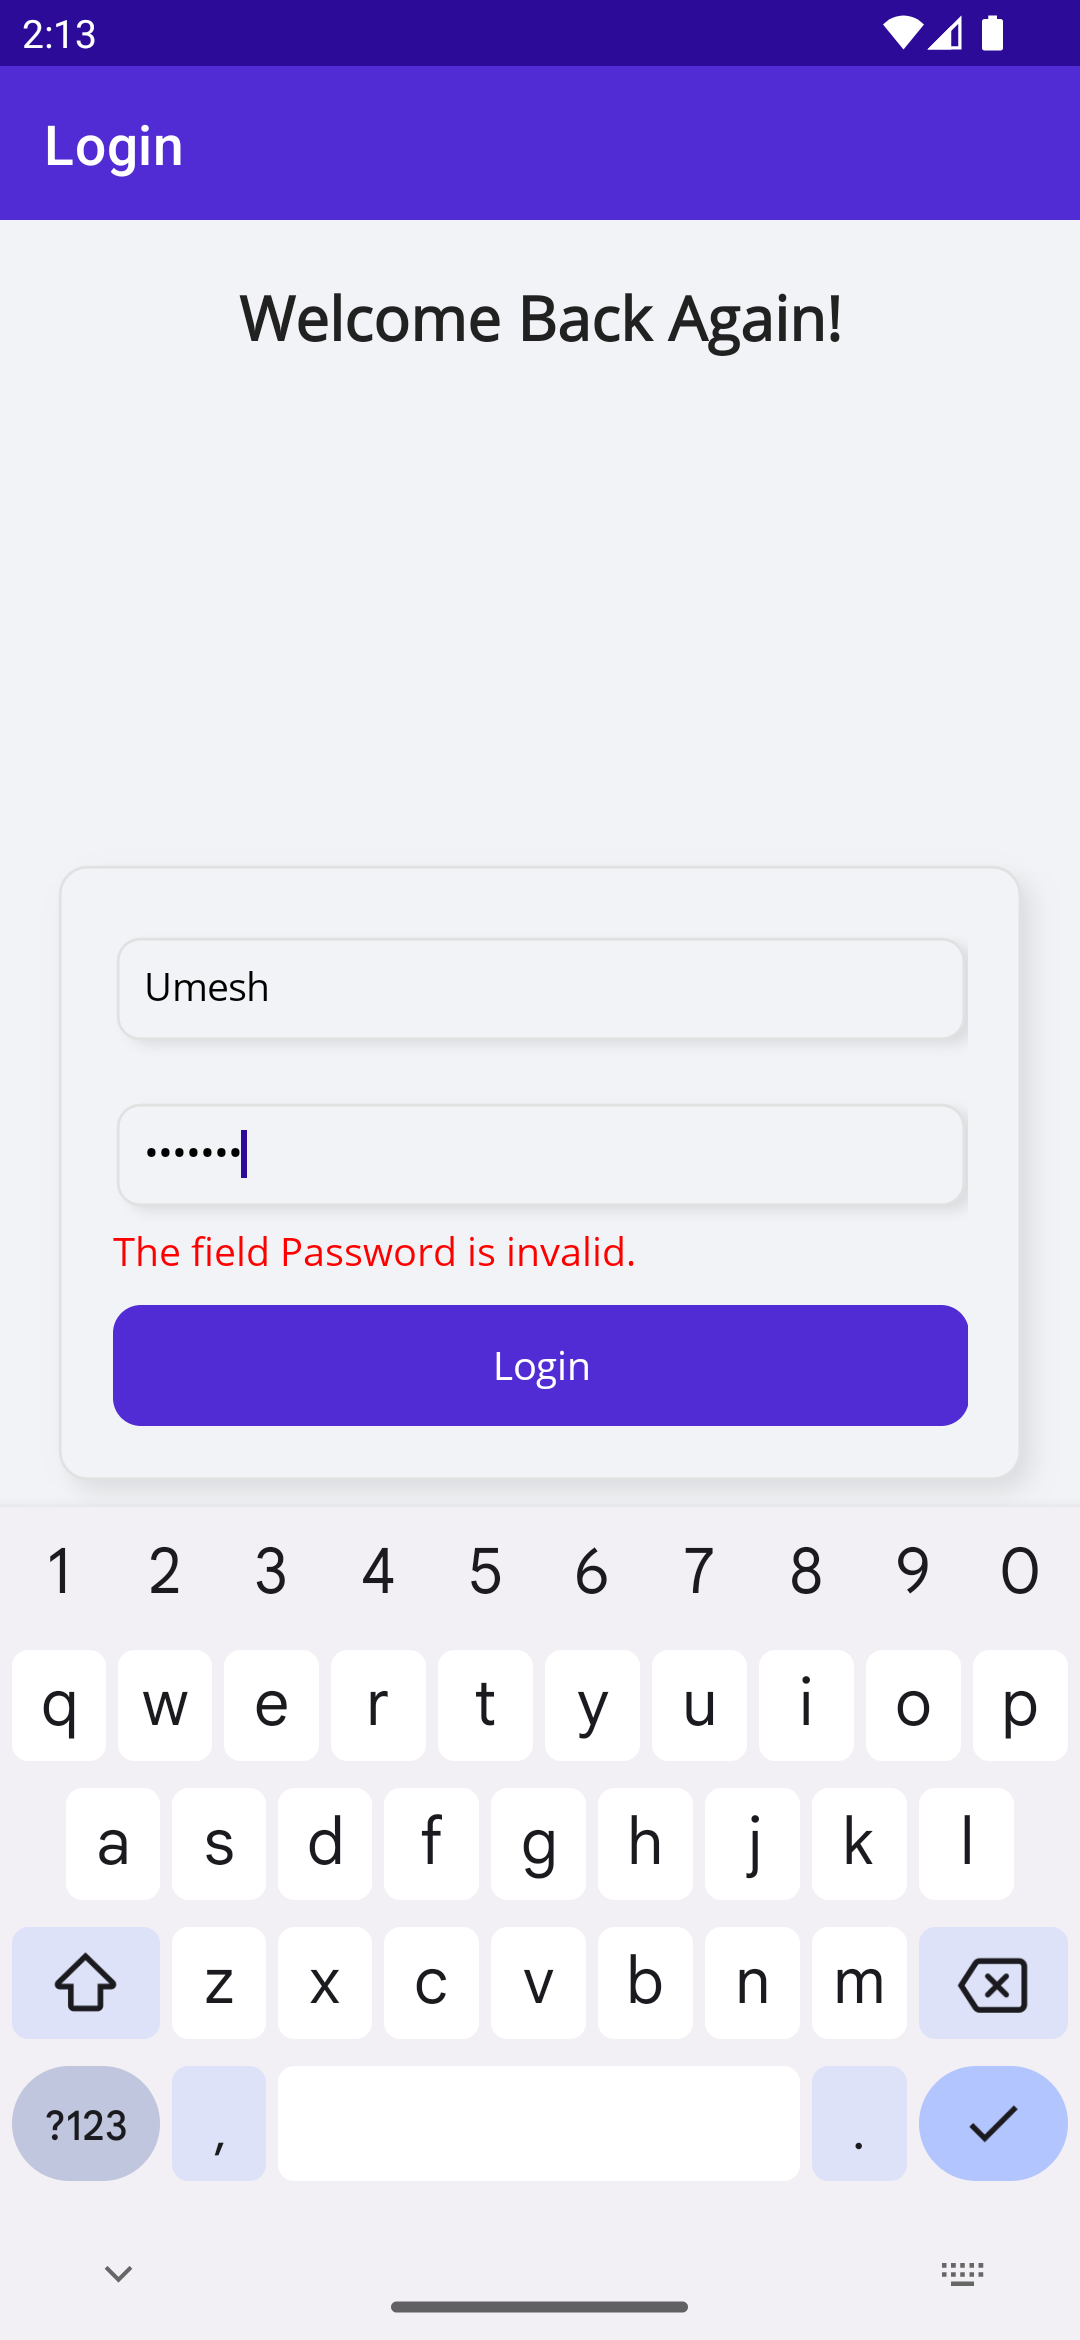 2:13
Login
Welcome Back Again!
Umesh
•••••••
The field Password is invalid.
Login
1 2 3 4 5 6 7 8 9 0
q w e r t y u i o p
a s d f g h j k l
z x c v b n m
?123 , .